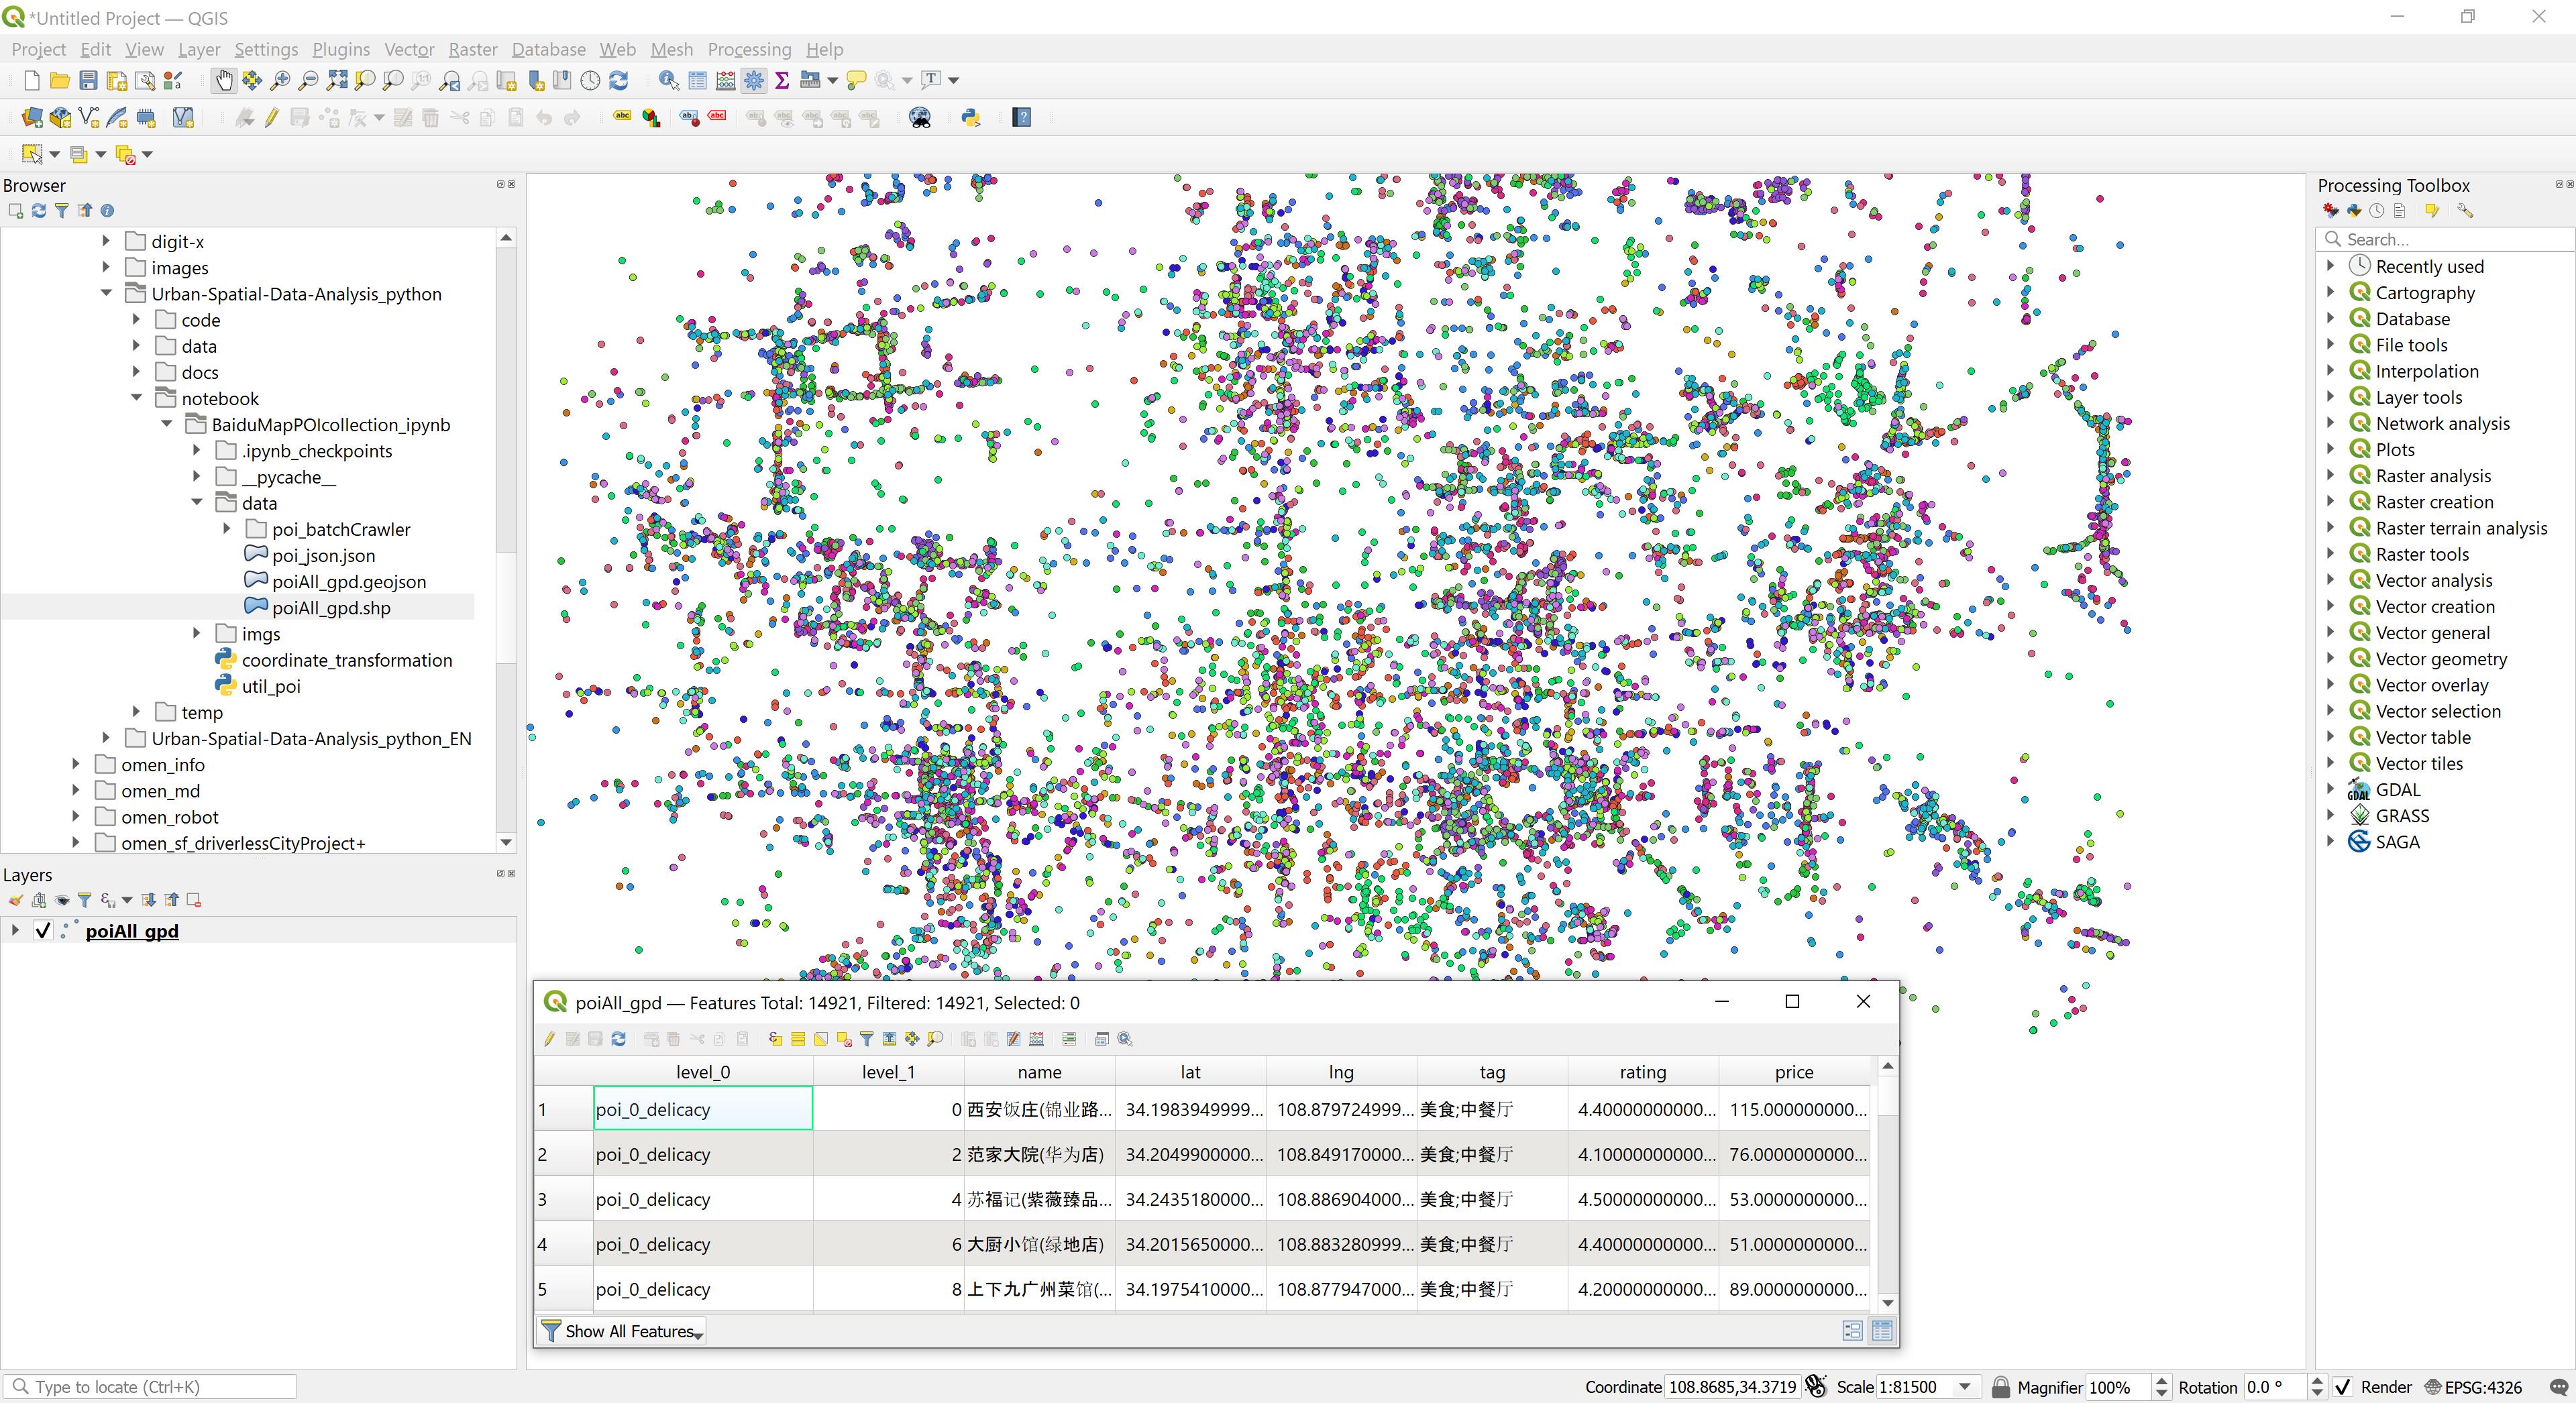 *Untitled Project — QGIS
Project Edit View Layer Settings Plugins Vector Raster Database Web Mesh Processing Help
Browser
digit-x
images
Urban-Spatial-Data-Analysis_python
code
data
docs
notebook
BaiduMapPOIcollection_ipynb
.ipynb_checkpoints
__pycache__
data
poi_batchCrawler
poi_json.json
poiAll_gpd.geojson
poiAll_gpd.shp
imgs
coordinate_transformation
util_poi
temp
Urban-Spatial-Data-Analysis_python_EN
omen_info
omen_md
omen_robot
omen_sf_driverlessCityProject+
Layers
poiAll_gpd
Processing Toolbox
Search...
Recently used
Cartography
Database
File tools
Interpolation
Layer tools
Network analysis
Plots
Raster analysis
Raster creation
Raster terrain analysis
Raster tools
Vector analysis
Vector creation
Vector general
Vector geometry
Vector overlay
Vector selection
Vector table
Vector tiles
GDAL
GRASS
SAGA
poiAll_gpd — Features Total: 14921, Filtered: 14921, Selected: 0
level_0 level_1 name lat lng tag rating price
1 poi_0_delicacy 0 西安饭庄(锦业路... 34.1983949999... 108.879724999... 美食;中餐厅 4.40000000000... 115.000000000...
2 poi_0_delicacy 2 范家大院(华为店) 34.2049900000... 108.849170000... 美食;中餐厅 4.10000000000... 76.0000000000...
3 poi_0_delicacy 4 苏福记(紫薇臻品... 34.2435180000... 108.886904000... 美食;中餐厅 4.50000000000... 53.0000000000...
4 poi_0_delicacy 6 大厨小馆(绿地店) 34.2015650000... 108.883280999... 美食;中餐厅 4.40000000000... 51.0000000000...
5 poi_0_delicacy 8 上下九广州菜馆(... 34.1975410000... 108.877947000... 美食;中餐厅 4.20000000000... 89.0000000000...
Show All Features
Type to locate (Ctrl+K)
Coordinate 108.8685,34.3719 Scale 1:81500 Magnifier 100% Rotation 0.0 ° Render EPSG:4326